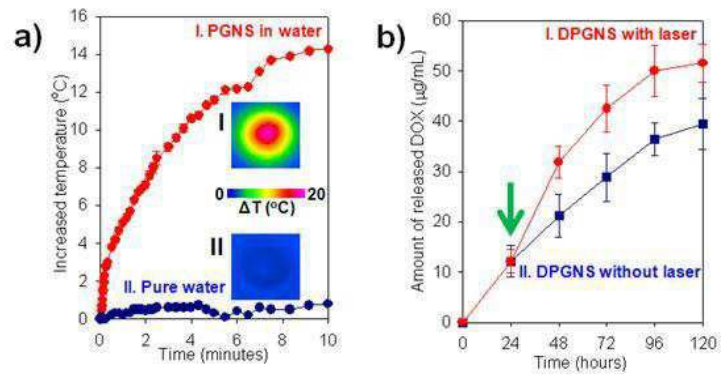 a)
I. PGNS in water
Increased temperature (°C)
16
14
12
10
8
6
4
2
0
I
0 20
ΔT (°C)
II
II. Pure water
0 2 4 6 8 10
Time (minutes)
b)
I. DPGNS with laser
Amount of released DOX (µg/mL)
60
50
40
30
20
10
0
II. DPGNS without laser
0 24 48 72 96 120
Time (hours)